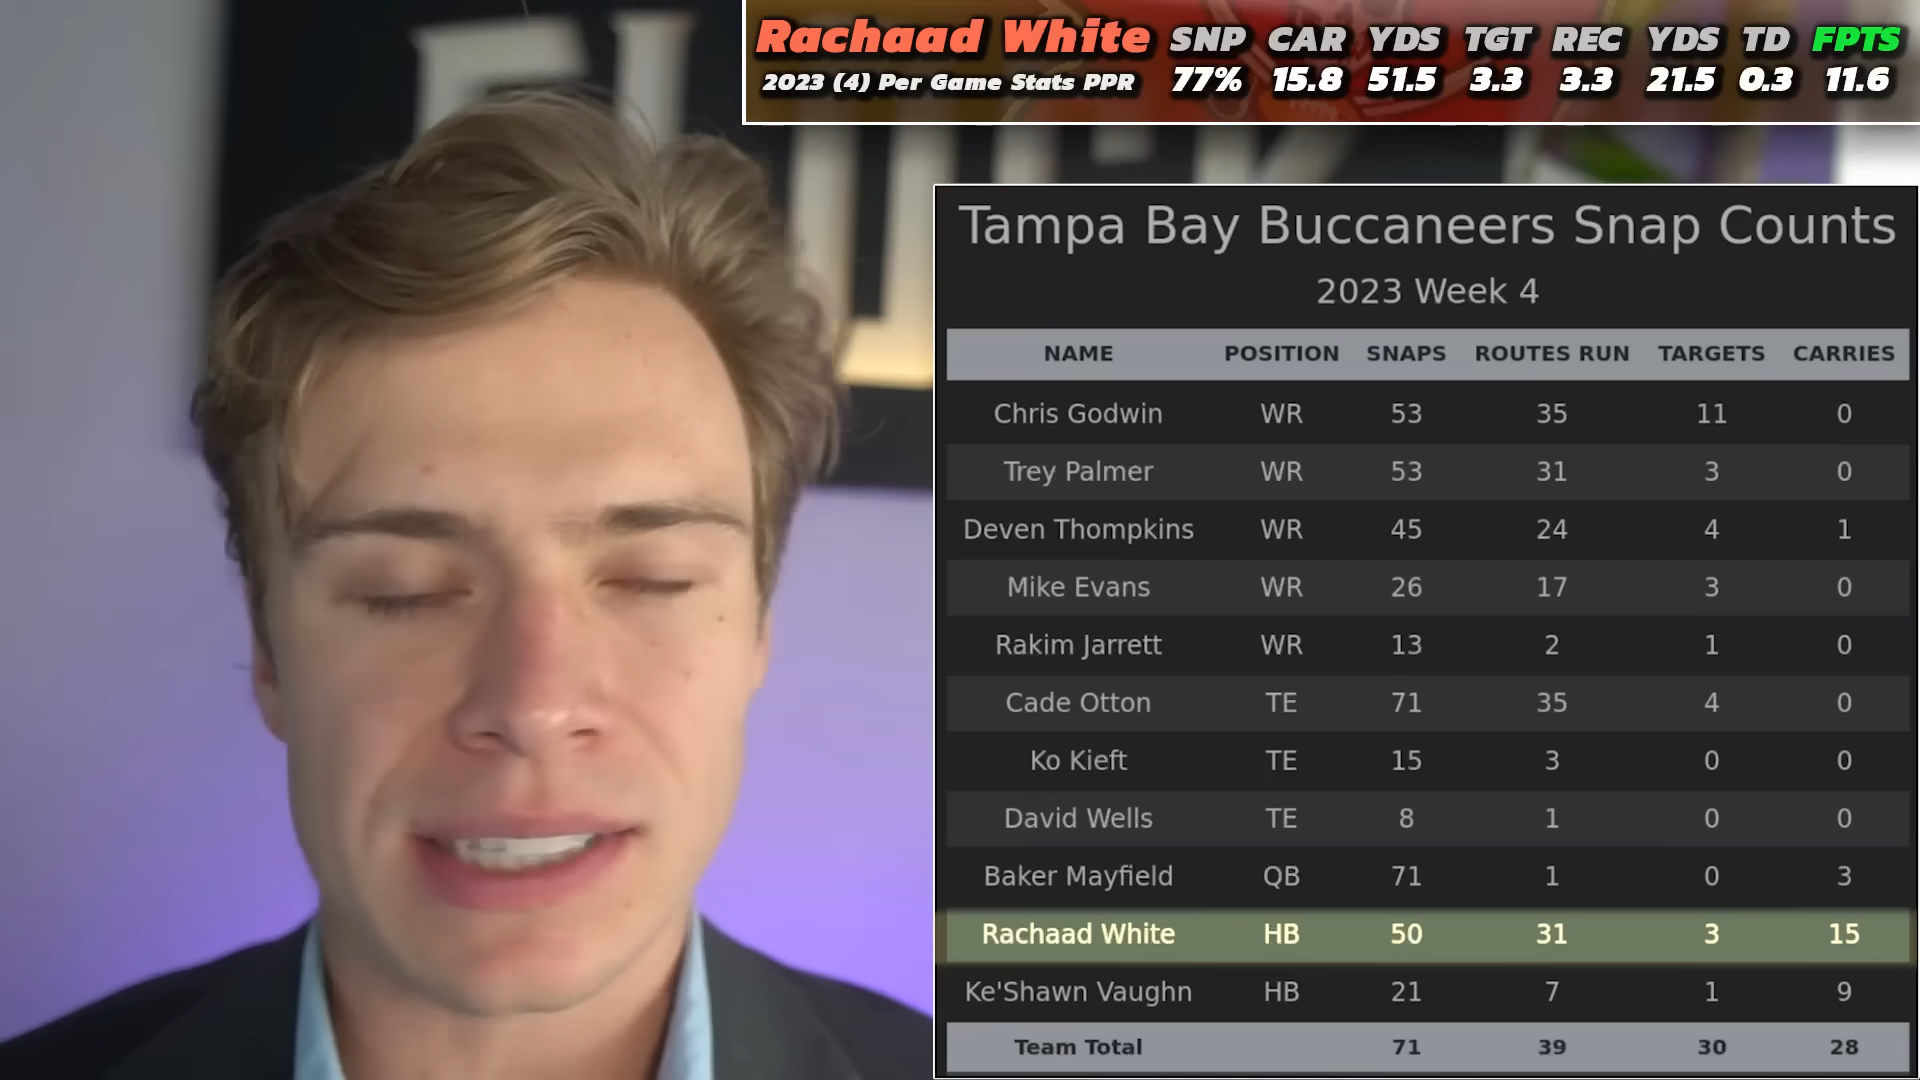 Rachaad White SNP CAR YDS TGT REC YDS TD FPTS
2023 (4) Per Game Stats PPR 77% 15.8 51.5 3.3 3.3 21.5 0.3 11.6
Tampa Bay Buccaneers Snap Counts
2023 Week 4
NAME POSITION SNAPS ROUTES RUN TARGETS CARRIES
Chris Godwin WR 53 35 11 0
Trey Palmer WR 53 31 3 0
Deven Thompkins WR 45 24 4 1
Mike Evans WR 26 17 3 0
Rakim Jarrett WR 13 2 1 0
Cade Otton TE 71 35 4 0
Ko Kieft TE 15 3 0 0
David Wells TE 8 1 0 0
Baker Mayfield QB 71 1 0 3
Rachaad White HB 50 31 3 15
Ke'Shawn Vaughn HB 21 7 1 9
Team Total 71 39 30 28